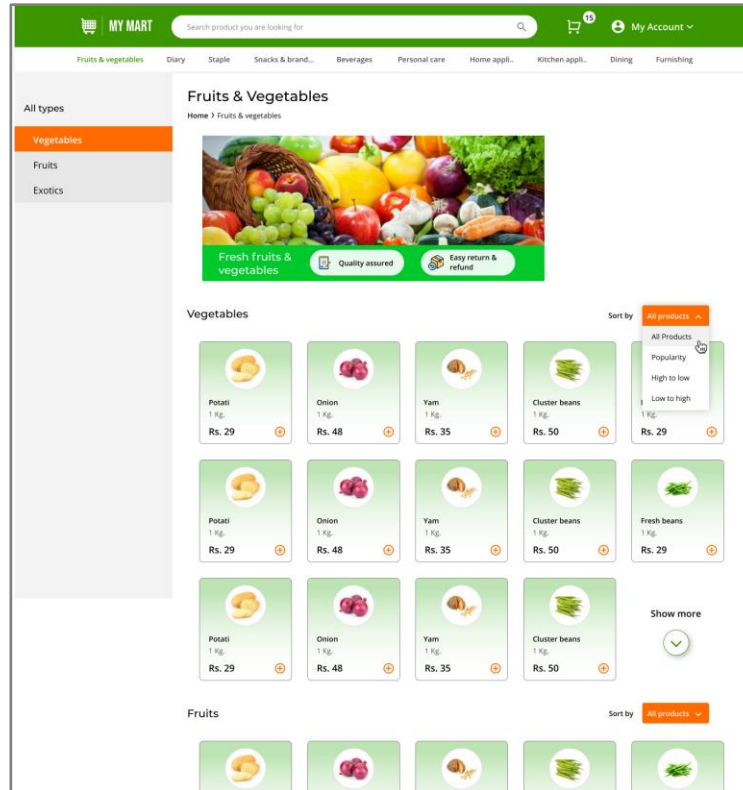 MY MART
Search product you are looking for
15
My Account
Fruits & vegetables
Diary
Staple
Snacks & brand...
Beverages
Personal care
Home appli..
Kitchen appli..
Dining
Furnishing
All types
Vegetables
Fruits
Exotics
Fruits & Vegetables
Home › Fruits & vegetables
Fresh fruits &
vegetables
Quality assured
Easy return &
refund
Vegetables
Sort by
All products
All Products
Popularity
High to low
Low to high
Potati
1 Kg.
Rs. 29
Onion
1 Kg.
Rs. 48
Yam
1 Kg.
Rs. 35
Cluster beans
1 Kg.
Rs. 50
1 Kg.
Rs. 29
Potati
1 Kg.
Rs. 29
Onion
1 Kg.
Rs. 48
Yam
1 Kg.
Rs. 35
Cluster beans
1 Kg.
Rs. 50
Fresh beans
1 Kg.
Rs. 29
Potati
1 Kg.
Rs. 29
Onion
1 Kg.
Rs. 48
Yam
1 Kg.
Rs. 35
Cluster beans
1 Kg.
Rs. 50
Show more
Fruits
Sort by
All products